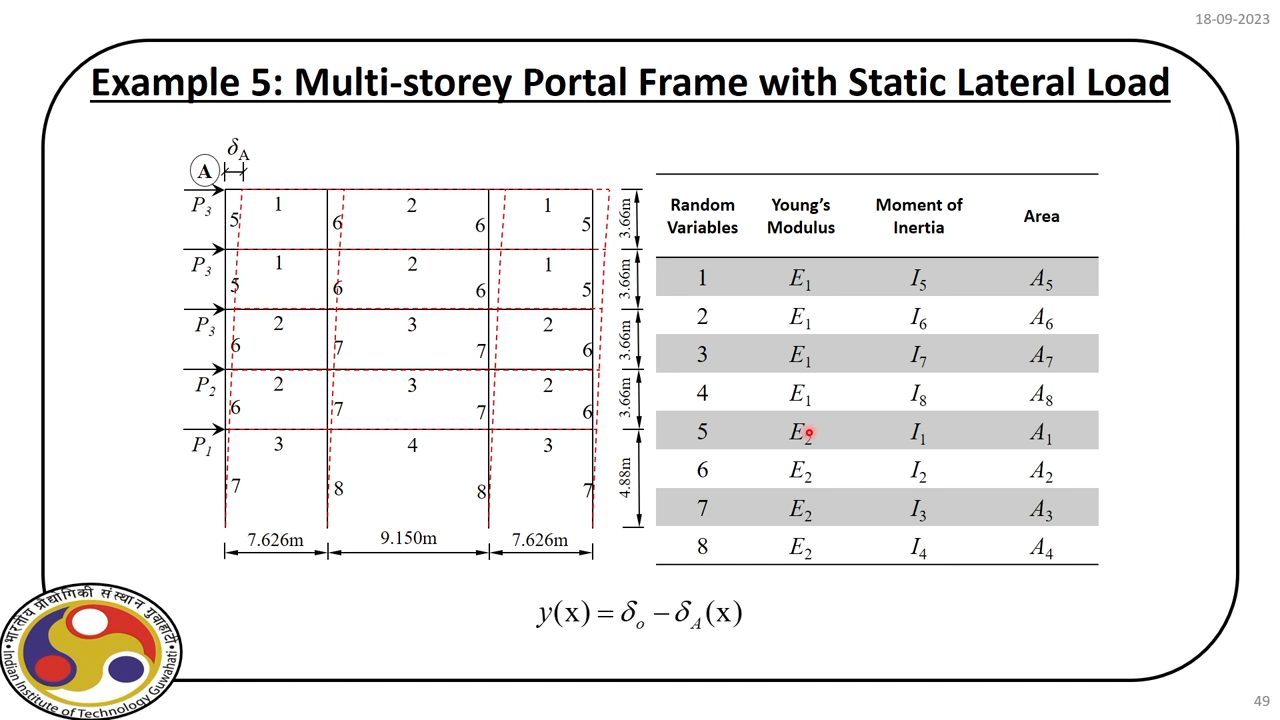 18-09-2023
Example 5: Multi-storey Portal Frame with Static Lateral Load
δA
A
P3 5 1 6 2 6 1 5 3.66m
P3 5 1 6 2 6 1 5 3.66m
P3 6 2 7 3 7 2 6 3.66m
P2 6 2 7 3 7 2 6 3.66m
P1 7 3 8 4 8 3 7 4.88m
7.626m 9.150m 7.626m
Random Variables Young's Modulus Moment of Inertia Area
1 E1 I5 A5
2 E1 I6 A6
3 E1 I7 A7
4 E1 I8 A8
5 E2 I1 A1
6 E2 I2 A2
7 E2 I3 A3
8 E2 I4 A4
y(x) = δo − δA(x)
भारतीय प्रौद्योगिकी संस्थान गुवाहाटी
Indian Institute of Technology Guwahati
49